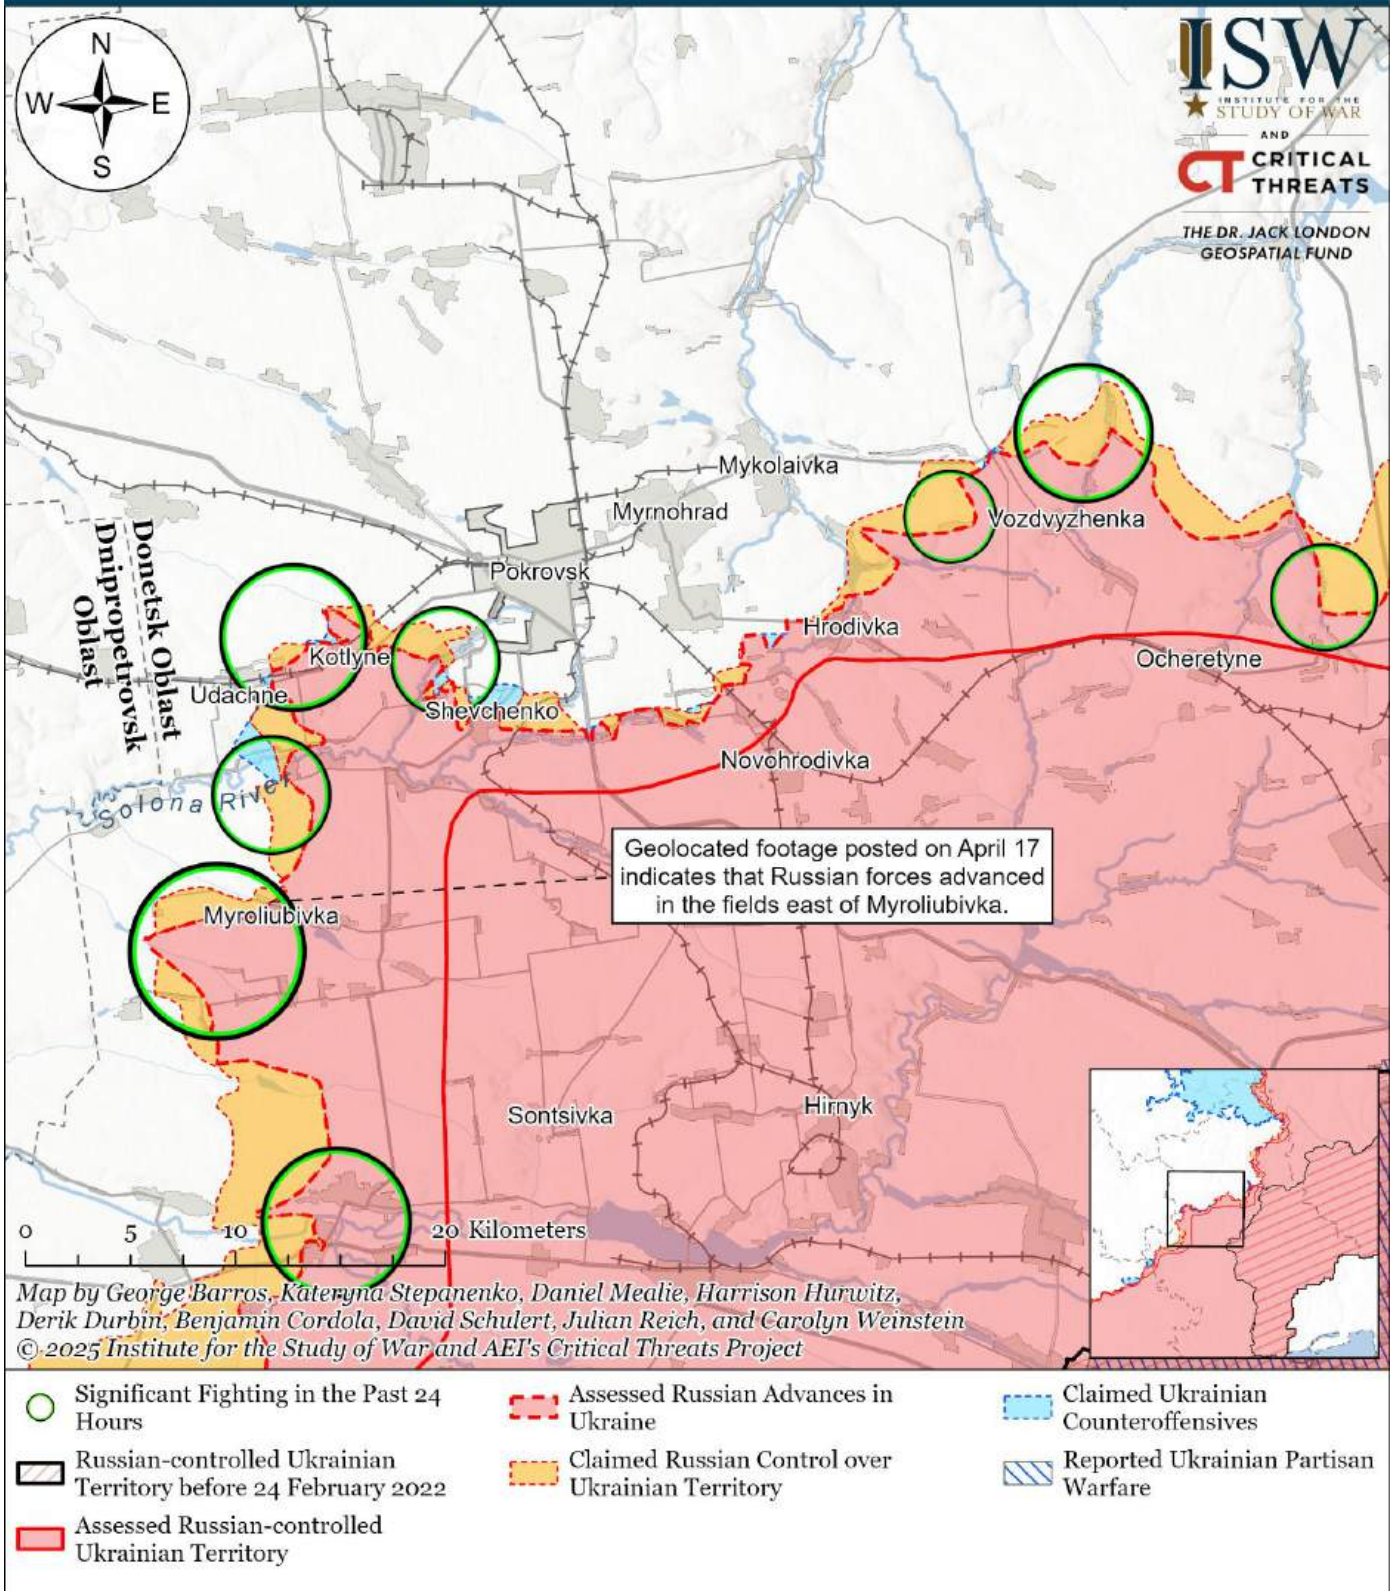 N
W
E
S
ISW
INSTITUTE FOR THE
STUDY OF WAR
AND
CT CRITICAL
THREATS
THE DR. JACK LONDON
GEOSPATIAL FUND
Mykolaivka
Myrnohrad
Vozdvyzhenka
Pokrovsk
Donetsk Oblast
Dnipropetrovsk
Oblast
Hrodivka
Kotlyne
Ocheretyne
Udachne
Shevchenko
Novohrodivka
Solona River
Geolocated footage posted on April 17
indicates that Russian forces advanced
in the fields east of Myroliubivka.
Myroliubivka
Sontsivka
Hirnyk
0 5 10 20 Kilometers
Map by George Barros, Kateryna Stepanenko, Daniel Mealie, Harrison Hurwitz,
Derik Durbin, Benjamin Cordola, David Schulert, Julian Reich, and Carolyn Weinstein
© 2025 Institute for the Study of War and AEI's Critical Threats Project
Significant Fighting in the Past 24
Hours
Russian-controlled Ukrainian
Territory before 24 February 2022
Assessed Russian-controlled
Ukrainian Territory
Assessed Russian Advances in
Ukraine
Claimed Russian Control over
Ukrainian Territory
Claimed Ukrainian
Counteroffensives
Reported Ukrainian Partisan
Warfare